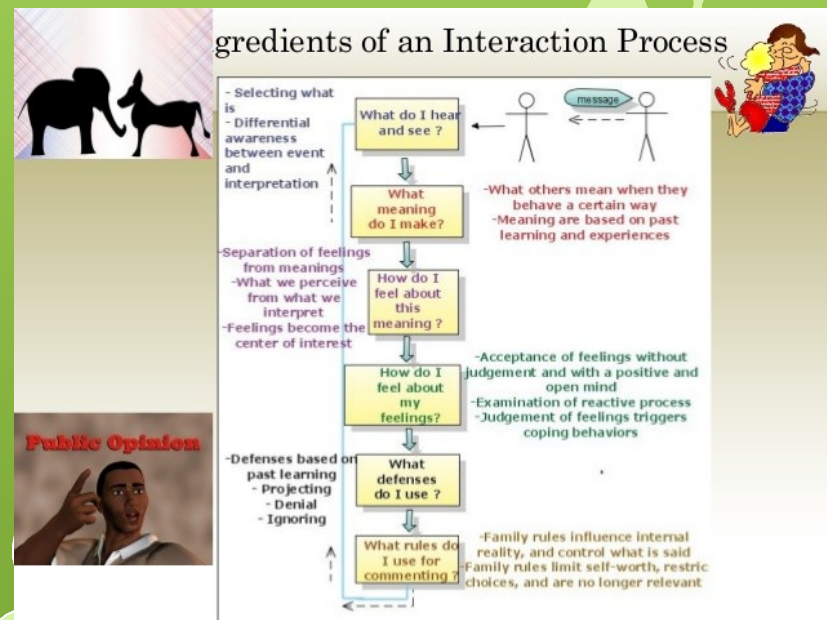 gredients of an Interaction Process
- Selecting what
is
- Differential
awareness
between event
and
interpretation
What do I hear
and see ?
message
What
meaning
do I make?
-What others mean when they
behave a certain way
-Meaning are based on past
learning and experiences
-Separation of feelings
from meanings
-What we perceive
from what we
interpret
-Feelings become the
center of interest
How do I
feel about
this
meaning ?
How do I
feel about
my
feelings?
-Acceptance of feelings without
judgement and with a positive and
open mind
-Examination of reactive process
-Judgement of feelings triggers
coping behaviors
Public Opinion
-Defenses based on
past learning
- Projecting
- Denial
- Ignoring
What
defenses
do I use ?
What rules do
I use for
commenting ?
-Family rules influence internal
reality, and control what is said
-Family rules limit self-worth, restric
choices, and are no longer relevant